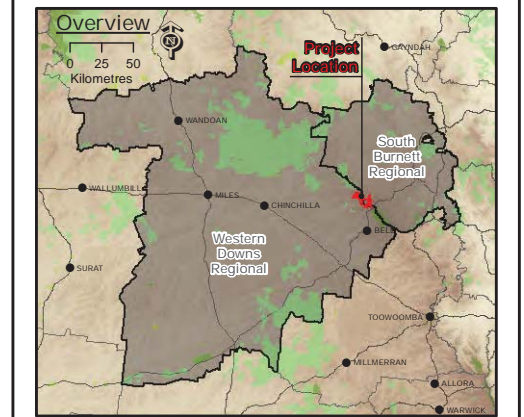 Overview
N
0 25 50
Kilometres
Project
Location
GAYNDAH
WANDOAN
South
Burnett
Regional
WALLUMBILL
MILES
CHINCHILLA
BELL
Western
Downs
Regional
SURAT
TOOWOOMBA
MILLMERRAN
ALLORA
WARWICK